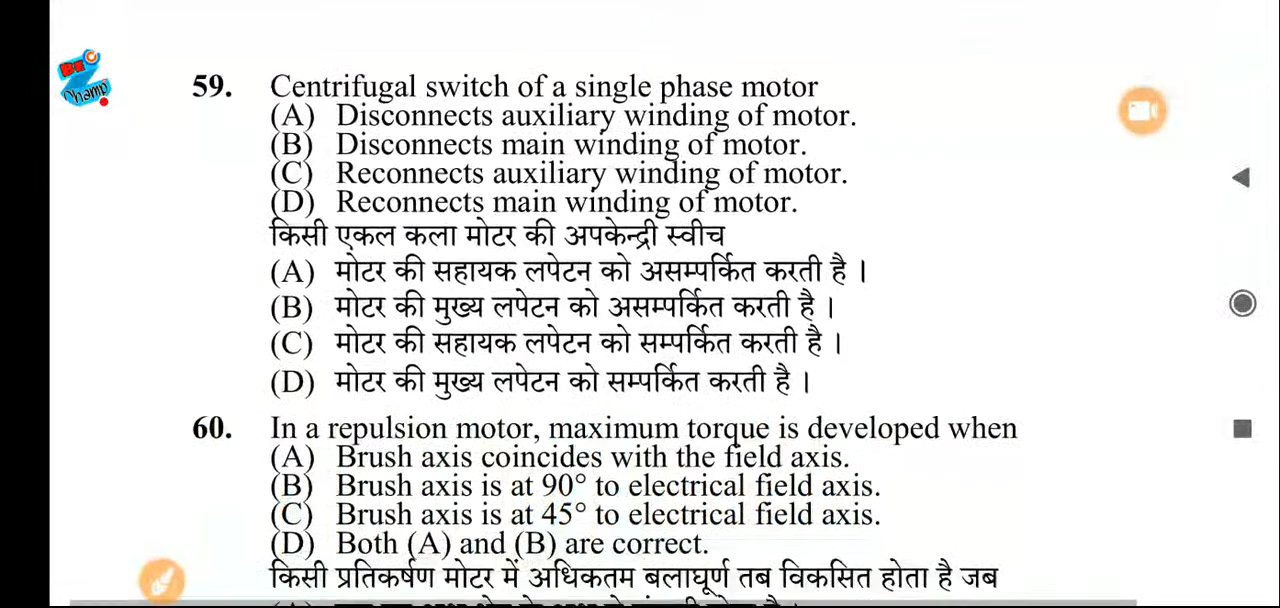 Be
Champ
59. Centrifugal switch of a single phase motor
(A) Disconnects auxiliary winding of motor.
(B) Disconnects main winding of motor.
(C) Reconnects auxiliary winding of motor.
(D) Reconnects main winding of motor.
किसी एकल कला मोटर की अपकेन्द्री स्वीच
(A) मोटर की सहायक लपेटन को असम्पर्कित करती है ।
(B) मोटर की मुख्य लपेटन को असम्पर्कित करती है ।
(C) मोटर की सहायक लपेटन को सम्पर्कित करती है ।
(D) मोटर की मुख्य लपेटन को सम्पर्कित करती है ।
60. In a repulsion motor, maximum torque is developed when
(A) Brush axis coincides with the field axis.
(B) Brush axis is at 90° to electrical field axis.
(C) Brush axis is at 45° to electrical field axis.
(D) Both (A) and (B) are correct.
किसी प्रतिकर्षण मोटर में अधिकतम बलाघूर्ण तब विकसित होता है जब